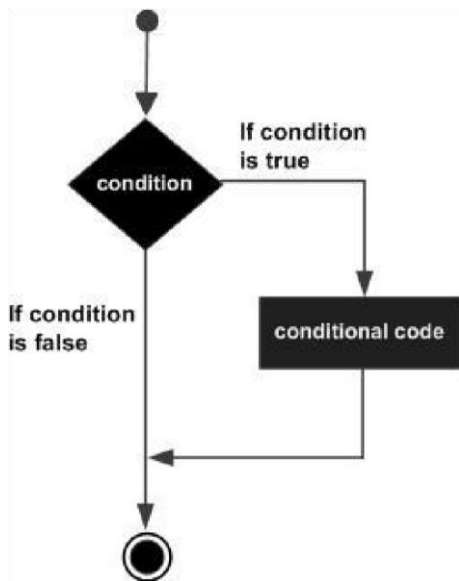 If condition
is true
condition
If condition
is false
conditional code